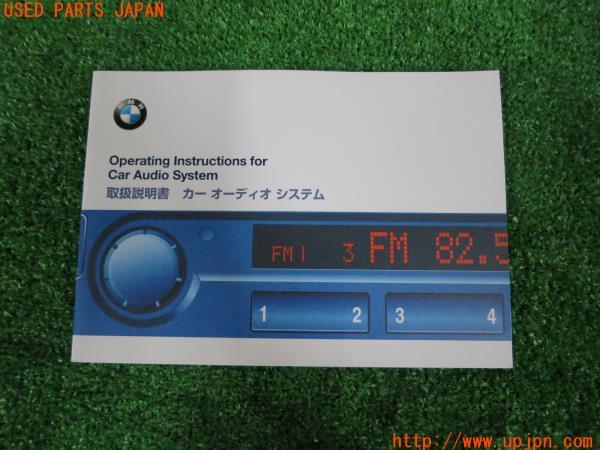 USED PARTS JAPAN
BMW
Operating Instructions for
Car Audio System
取扱説明書 カー オーディオ システム
FM I 3 FM 82.5
1 2 3 4
http://www.upjpn.com